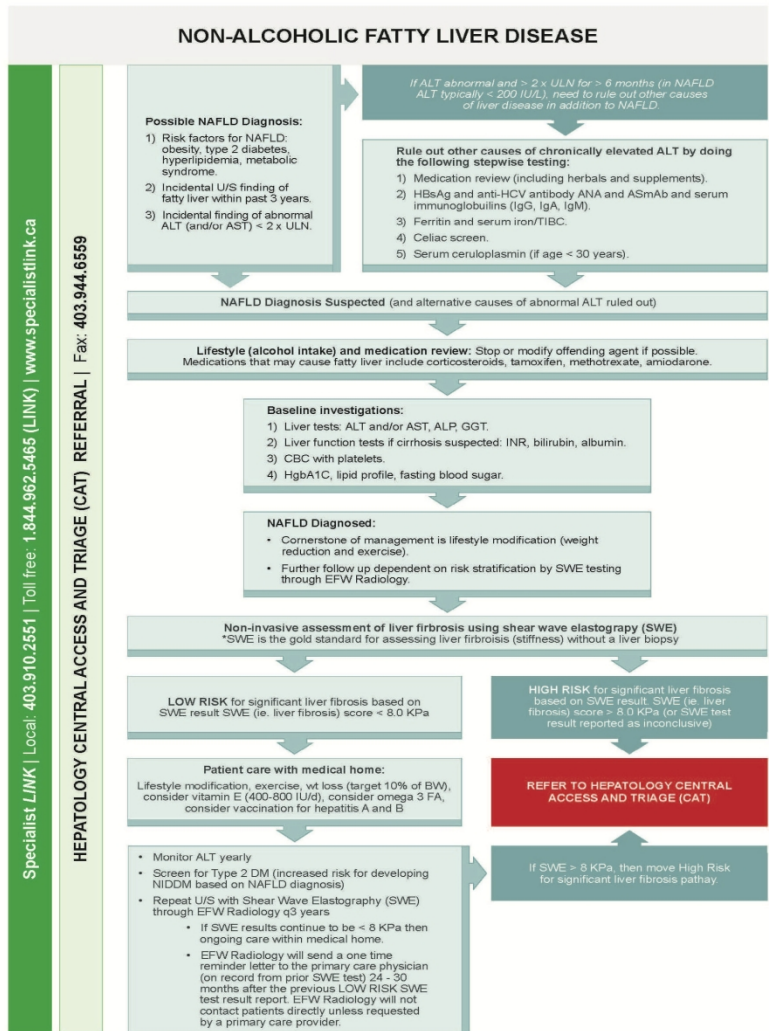 NON-ALCOHOLIC FATTY LIVER DISEASE
Specialist LINK | Local: 403.910.2551 | Toll free: 1.844.962.5465 (LINK) | www.specialistlink.ca
HEPATOLOGY CENTRAL ACCESS AND TRIAGE (CAT) REFERRAL | Fax: 403.944.6559
Possible NAFLD Diagnosis:
1) Risk factors for NAFLD:
obesity, type 2 diabetes,
hyperlipidemia, metabolic
syndrome.
2) Incidental U/S finding of
fatty liver within past 3 years.
3) Incidental finding of abnormal
ALT (and/or AST) < 2 x ULN.
If ALT abnormal and > 2 x ULN for > 6 months (in NAFLD
ALT typically < 200 IU/L), need to rule out other causes
of liver disease in addition to NAFLD.
Rule out other causes of chronically elevated ALT by doing
the following stepwise testing:
1) Medication review (including herbals and supplements).
2) HBsAg and anti-HCV antibody ANA and ASmAb and serum
immunoglobuilins (IgG, IgA, IgM).
3) Ferritin and serum iron/TIBC.
4) Celiac screen.
5) Serum ceruloplasmin (if age < 30 years).
NAFLD Diagnosis Suspected (and alternative causes of abnormal ALT ruled out)
Lifestyle (alcohol intake) and medication review: Stop or modify offending agent if possible.
Medications that may cause fatty liver include corticosteroids, tamoxifen, methotrexate, amiodarone.
Baseline investigations:
1) Liver tests: ALT and/or AST, ALP, GGT.
2) Liver function tests if cirrhosis suspected: INR, bilirubin, albumin.
3) CBC with platelets.
4) HgbA1C, lipid profile, fasting blood sugar.
NAFLD Diagnosed:
• Cornerstone of management is lifestyle modification (weight
reduction and exercise).
• Further follow up dependent on risk stratification by SWE testing
through EFW Radiology.
Non-invasive assessment of liver firbrosis using shear wave elastograpy (SWE)
*SWE is the gold standard for assessing liver firbroisis (stiffness) without a liver biopsy
LOW RISK for significant liver fibrosis based on
SWE result SWE (ie. liver fibrosis) score < 8.0 KPa
HIGH RISK for significant liver fibrosis
based on SWE result. SWE (ie. liver
fibrosis) score > 8.0 KPa (or SWE test
result reported as inconclusive)
Patient care with medical home:
Lifestyle modification, exercise, wt loss (target 10% of BW),
consider vitamin E (400-800 IU/d), consider omega 3 FA,
consider vaccination for hepatitis A and B
REFER TO HEPATOLOGY CENTRAL
ACCESS AND TRIAGE (CAT)
• Monitor ALT yearly
• Screen for Type 2 DM (increased risk for developing
NIDDM based on NAFLD diagnosis)
• Repeat U/S with Shear Wave Elastography (SWE)
through EFW Radiology q3 years
• If SWE results continue to be < 8 KPa then
ongoing care within medical home.
• EFW Radiology will send a one time
reminder letter to the primary care physician
(on record from prior SWE test) 24 - 30
months after the previous LOW RISK SWE
test result report. EFW Radiology will not
contact patients directly unless requested
by a primary care provider.
If SWE > 8 KPa, then move High Risk
for significant liver fibrosis pathay.